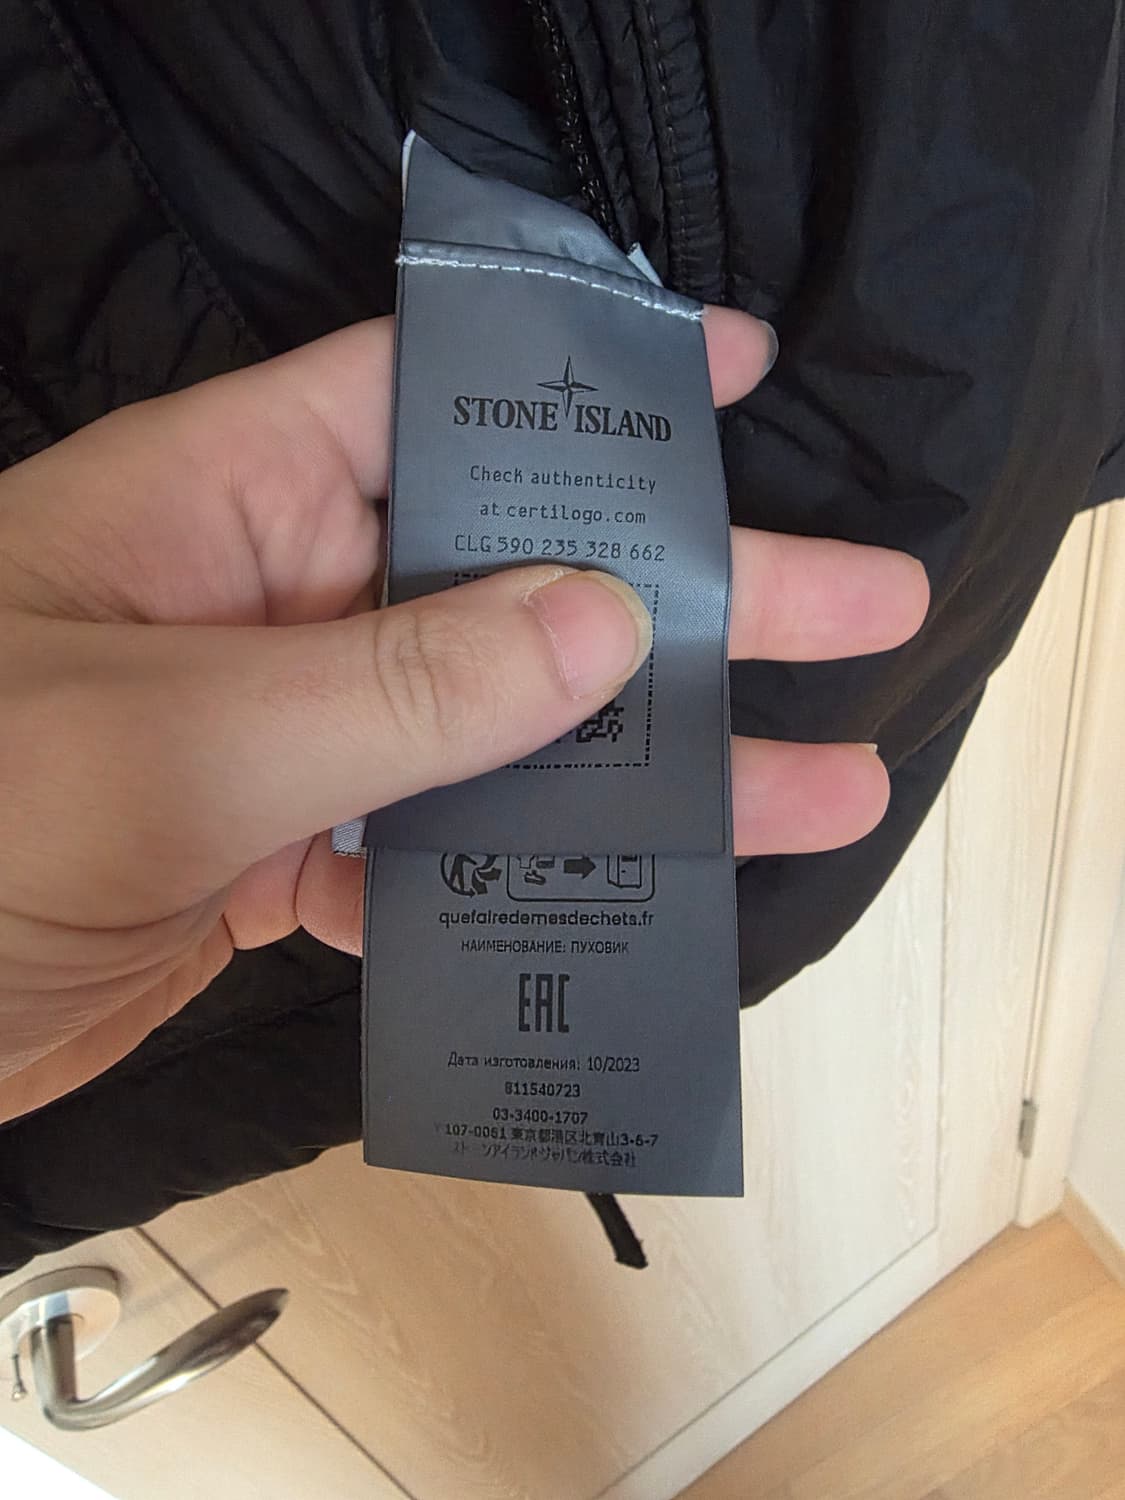 STONE ISLAND
Check authenticity
at certilogo.com
CLG 590 235 328 662
quefairedemesdechets.fr
НАИМЕНОВАНИЕ: ПУХОВИК
EAC
Дата изготовления: 10/2023
811540723
03-3400-1707
〒107-0061 東京都港区北青山3-6-7
ストーンアイランドジャパン株式会社